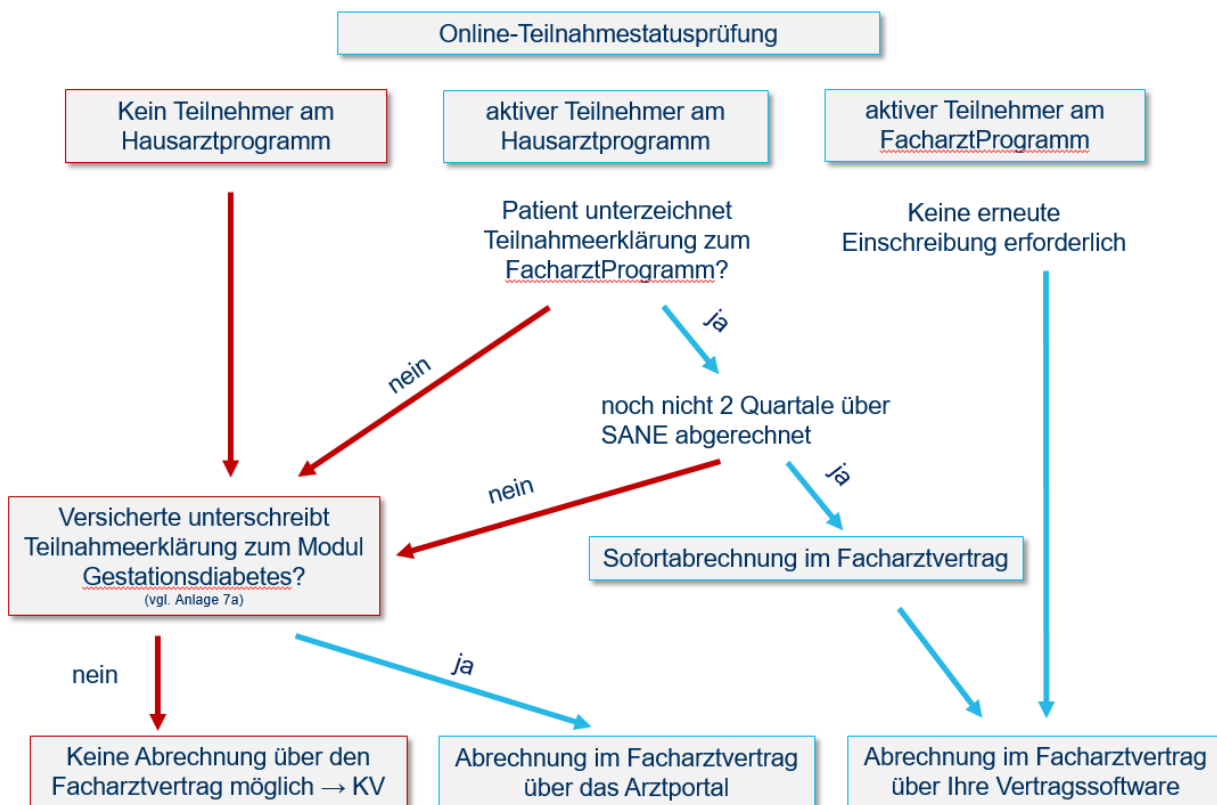 Online-Teilnahmestatusprüfung
Kein Teilnehmer am
Hausarztprogramm
aktiver Teilnehmer am
Hausarztprogramm
aktiver Teilnehmer am
FacharztProgramm
Patient unterzeichnet
Teilnahmeerklärung zum
FacharztProgramm?
Keine erneute
Einschreibung erforderlich
ja
nein
noch nicht 2 Quartale über
SANE abgerechnet
ja
nein
Versicherte unterschreibt
Teilnahmeerklärung zum Modul
Gestationsdiabetes?
(vgl. Anlage 7a)
Sofortabrechnung im Facharztvertrag
nein
ja
Keine Abrechnung über den
Facharztvertrag möglich → KV
Abrechnung im Facharztvertrag
über das Arztportal
Abrechnung im Facharztvertrag
über Ihre Vertragssoftware